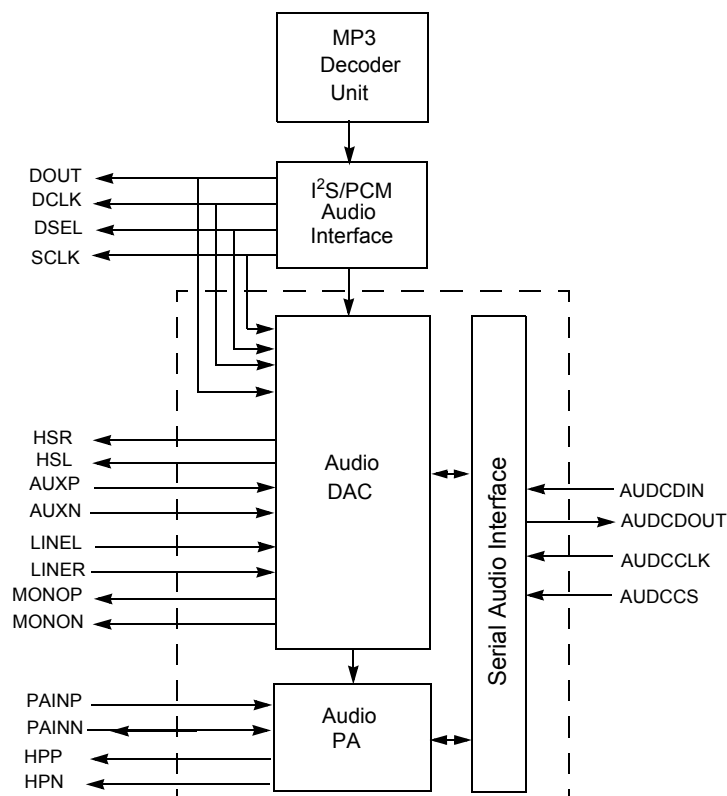 MP3
Decoder
Unit
I²S/PCM
Audio
Interface
DOUT
DCLK
DSEL
SCLK
Audio
DAC
Serial Audio Interface
HSR
HSL
AUXP
AUXN
LINEL
LINER
MONOP
MONON
AUDCDIN
AUDCDOUT
AUDCCLK
AUDCCS
PAINP
PAINN
HPP
HPN
Audio
PA